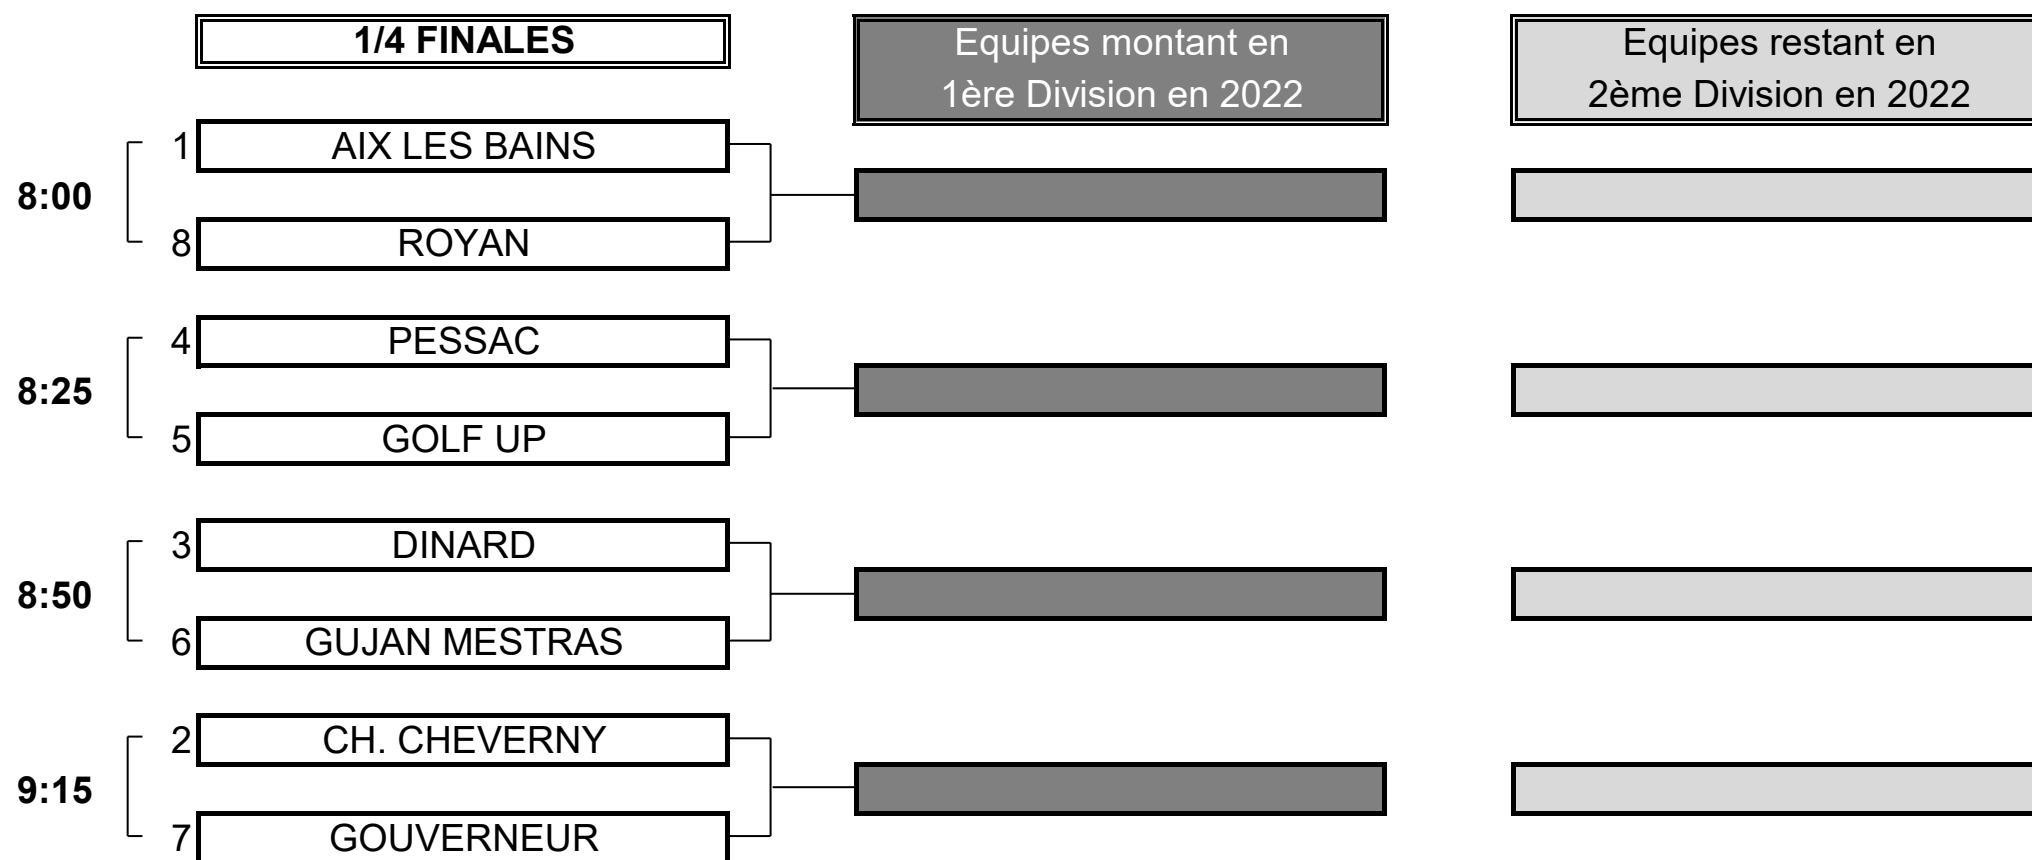 1/4 FINALES
Equipes montant en
1ère Division en 2022
Equipes restant en
2ème Division en 2022
1 AIX LES BAINS
8:00
8 ROYAN
4 PESSAC
8:25
5 GOLF UP
3 DINARD
8:50
6 GUJAN MESTRAS
2 CH. CHEVERNY
9:15
7 GOUVERNEUR